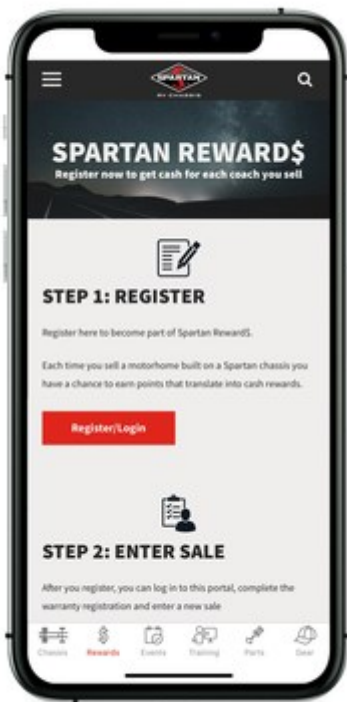 SPARTAN
RV CHASSIS
SPARTAN REWARD$
Register now to get cash for each coach you sell
STEP 1: REGISTER
Register here to become part of Spartan Reward$.
Each time you sell a motorhome built on a Spartan chassis you
have a chance to earn points that translate into cash rewards.
Register/Login
STEP 2: ENTER SALE
After you register, you can log in to this portal, complete the
warranty registration and enter a new sale
Chassis Rewards Events Training Parts Gear